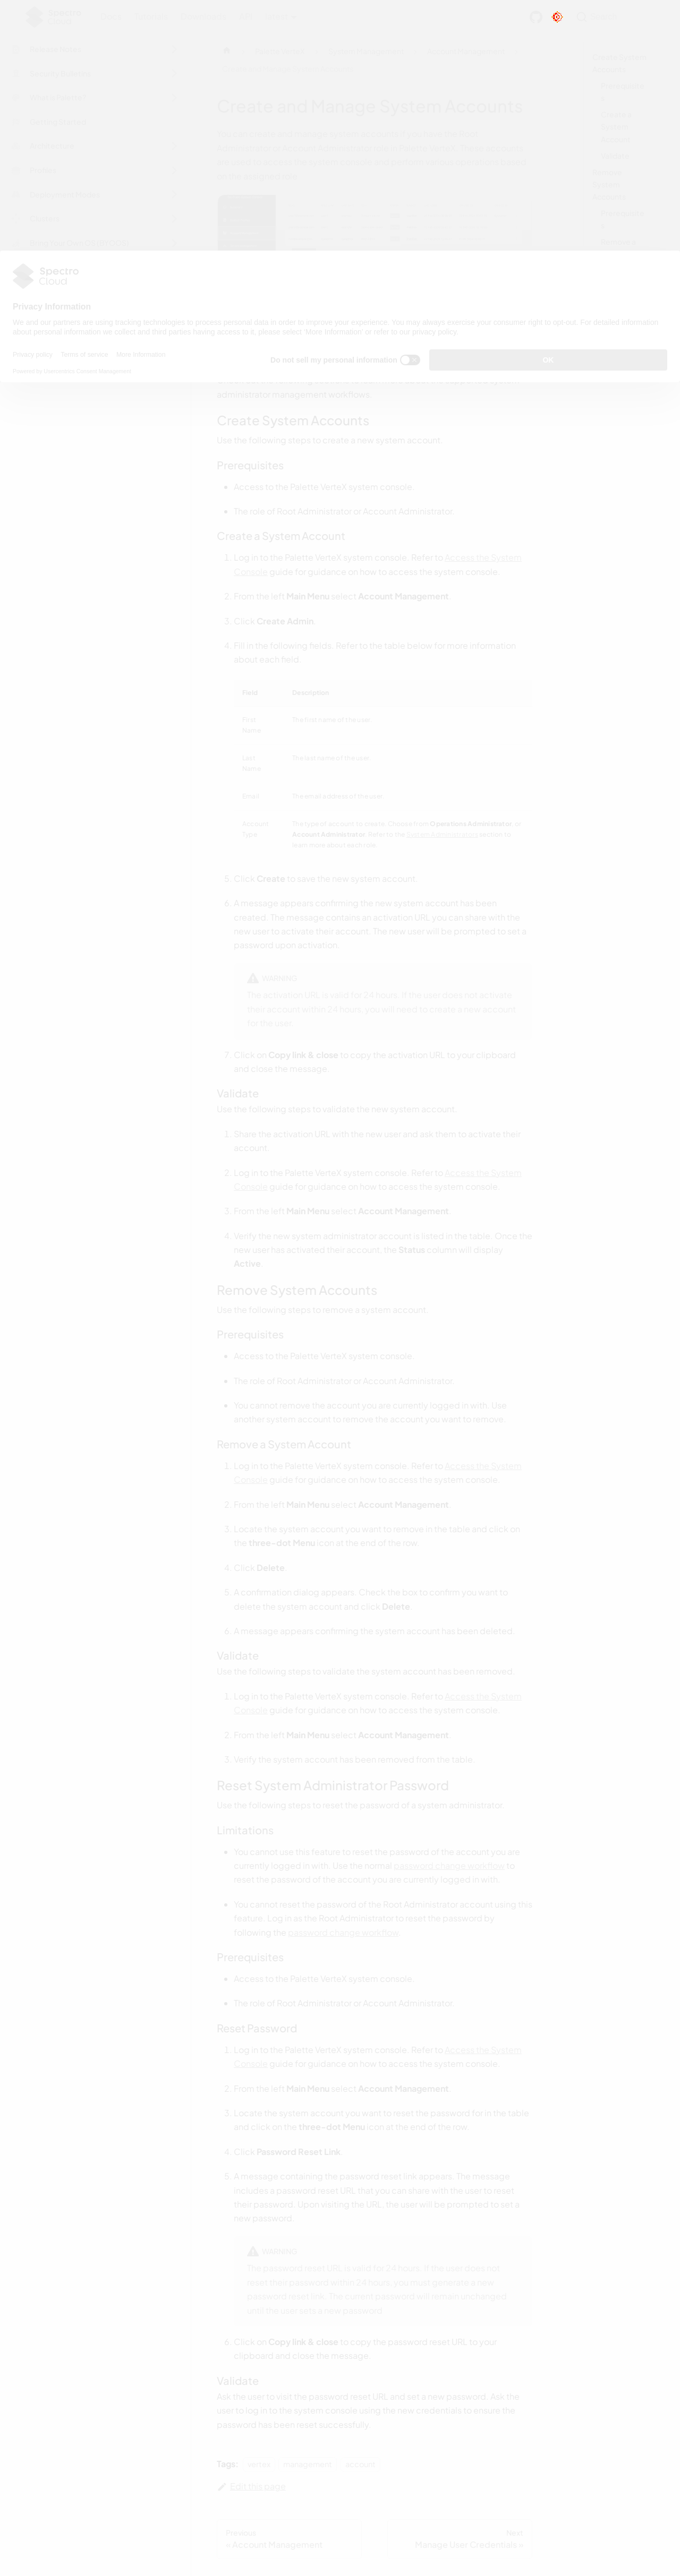 Create and Manage System Accounts
Spectro
Cloud
Privacy Information
We and our partners are using tracking technologies to process personal data in order to improve your experience. You may always exercise your consumer right to opt-out. For detailed information
about personal information we collect and third parties having access to it, please select 'More Information' or refer to our privacy policy.
Privacy policy Terms of service More Information
Do not sell my personal information
OK
administrator management workflows.
Create System Accounts
Use the following steps to create a new system account.
Prerequisites
Access to the Palette VerteX system console.
The role of Root Administrator or Account Administrator.
Create a System Account
1. Log in to the Palette VerteX system console. Refer to Access the System
Console guide for guidance on how to access the system console.
2. From the left Main Menu select Account Management.
3. Click Create Admin.
4. Fill in the following fields. Refer to the table below for more information
about each field.
Field Description
First
Name
The first name of the user.
Last
Name
The last name of the user.
Email The email address of the user.
Account
Type
The type of account to create. Choose from Operations Administrator, or
Account Administrator. Refer to the System Administrators section to
learn more about each role.
5. Click Create to save the new system account.
6. A message appears confirming the new system account has been
created. The message contains an activation URL you can share with the
new user to activate their account. The new user will be prompted to set a
password upon activation.
WARNING
The activation URL is valid for 24 hours. If the user does not activate
their account within 24 hours, you will need to create a new account
for the user.
7. Click on Copy link & close to copy the activation URL to your clipboard
and close the message.
Validate
Use the following steps to validate the new system account.
1. Share the activation URL with the new user and ask them to activate their
account.
2. Log in to the Palette VerteX system console. Refer to Access the System
Console guide for guidance on how to access the system console.
3. From the left Main Menu select Account Management.
4. Verify the new system administrator account is listed in the table. Once the
new user has activated their account, the Status column will display
Active.
Remove System Accounts
Use the following steps to remove a system account.
Prerequisites
Access to the Palette VerteX system console.
The role of Root Administrator or Account Administrator.
You cannot remove the account you are currently logged in with. Use
another system account to remove the account you want to remove.
Remove a System Account
1. Log in to the Palette VerteX system console. Refer to Access the System
Console guide for guidance on how to access the system console.
2. From the left Main Menu select Account Management.
3. Locate the system account you want to remove in the table and click on
the three-dot Menu icon at the end of the row.
4. Click Delete.
5. A confirmation dialog appears. Check the box to confirm you want to
delete the system account and click Delete.
6. A message appears confirming the system account has been deleted.
Validate
Use the following steps to validate the system account has been removed.
1. Log in to the Palette VerteX system console. Refer to Access the System
Console guide for guidance on how to access the system console.
2. From the left Main Menu select Account Management.
3. Verify the system account has been removed from the table.
Reset System Administrator Password
Use the following steps to reset the password of a system administrator.
Limitations
You cannot use this feature to reset the password of the account you are
currently logged in with. Use the normal password change workflow to
reset the password of the account you are currently logged in with.
You cannot reset the password of the Root Administrator account using this
feature. Log in as the Root Administrator to reset the password by
following the password change workflow.
Prerequisites
Access to the Palette VerteX system console.
The role of Root Administrator or Account Administrator.
Reset Password
1. Log in to the Palette VerteX system console. Refer to Access the System
Console guide for guidance on how to access the system console.
2. From the left Main Menu select Account Management.
3. Locate the system account you want to reset the password for in the table
and click on the three-dot Menu icon at the end of the row.
4. Click Password Reset Link.
5. A message containing the password reset link appears. The message
includes a password reset URL that you can share with the user to reset
their password. Upon visiting the URL, the user will be prompted to set a
new password.
WARNING
The password reset URL is valid for 24 hours. If the user does not
reset their password within 24 hours, you must generate a new
6. Click on Copy link & close to copy the password reset URL to your
clipboard and close the message.
Validate
Ask the user to visit the password reset URL and set a new password. Ask the
user to log in to the system console using the new credentials to ensure the
password has been reset successfully.
Tags: vertex management account
Edit this page
Previous
« Account Management
Next
Manage User Credentials »